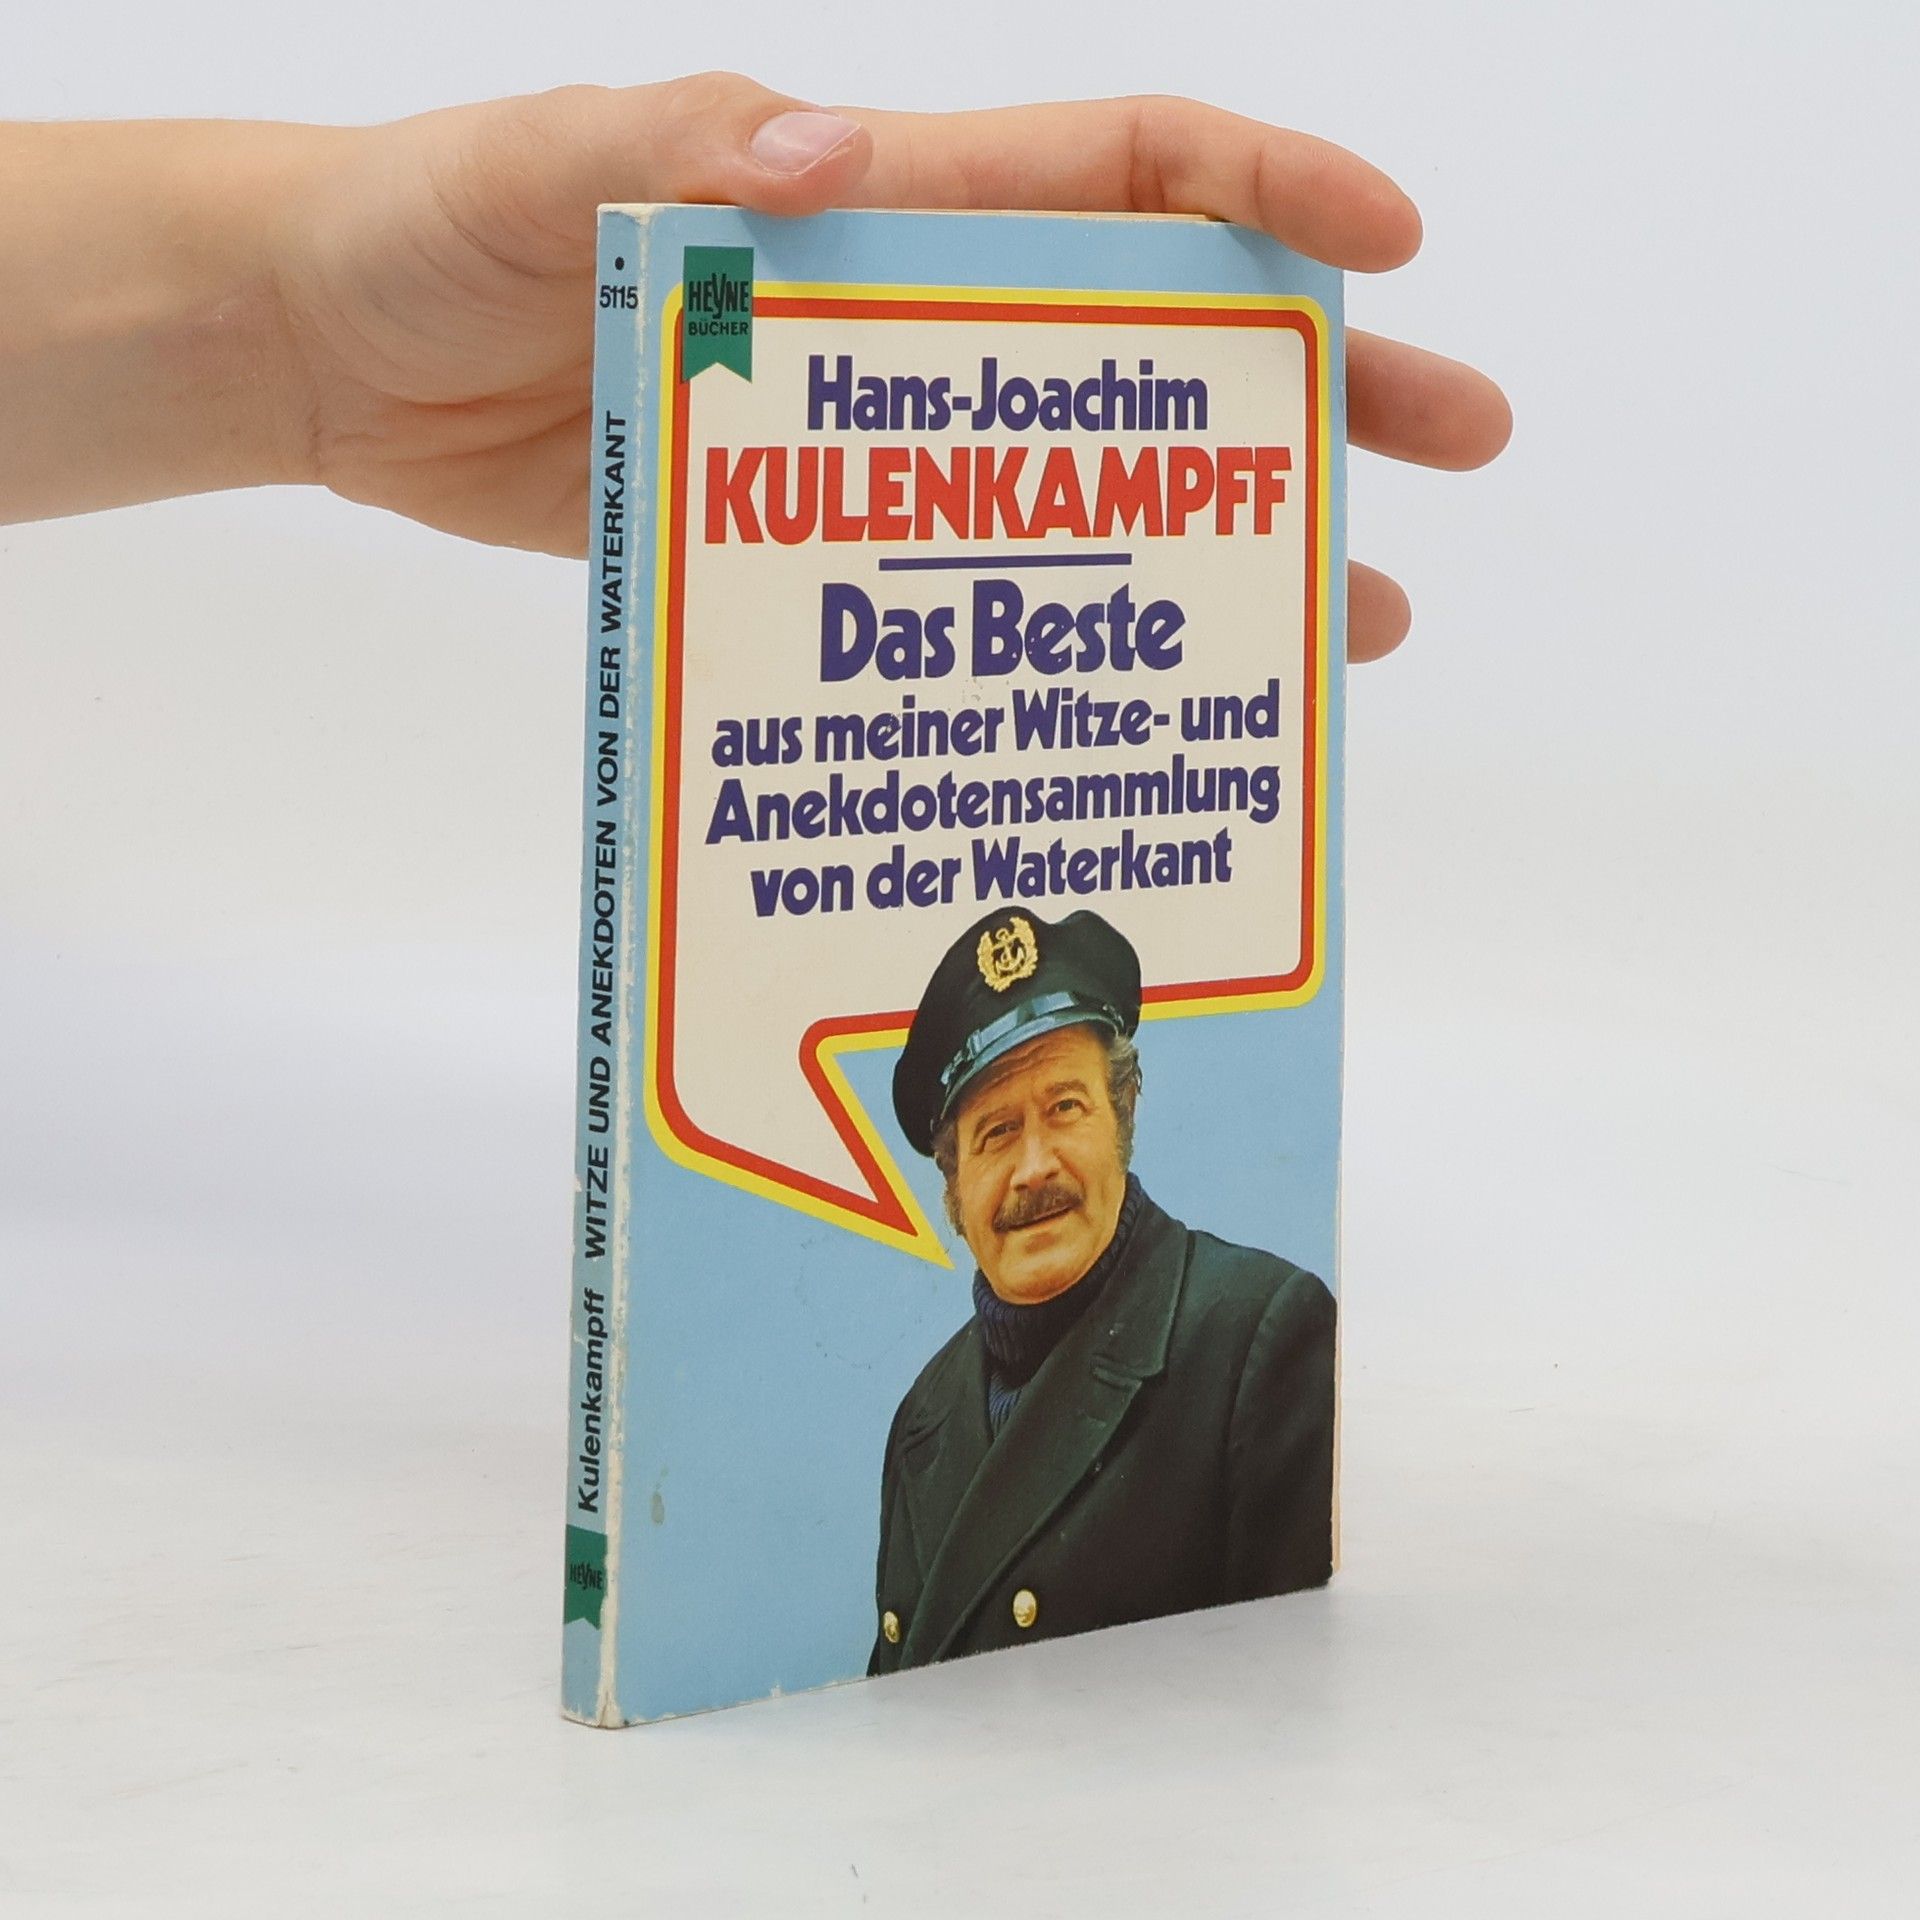 5115
Kulenkampff WITZE UND ANEKDOTEN VON DER WATERKANT
HEYNE
HEYNE
BÜCHER
Hans-Joachim
KULENKAMPFF
Das Beste
aus meiner Witze- und
Anekdotensammlung
von der Waterkant